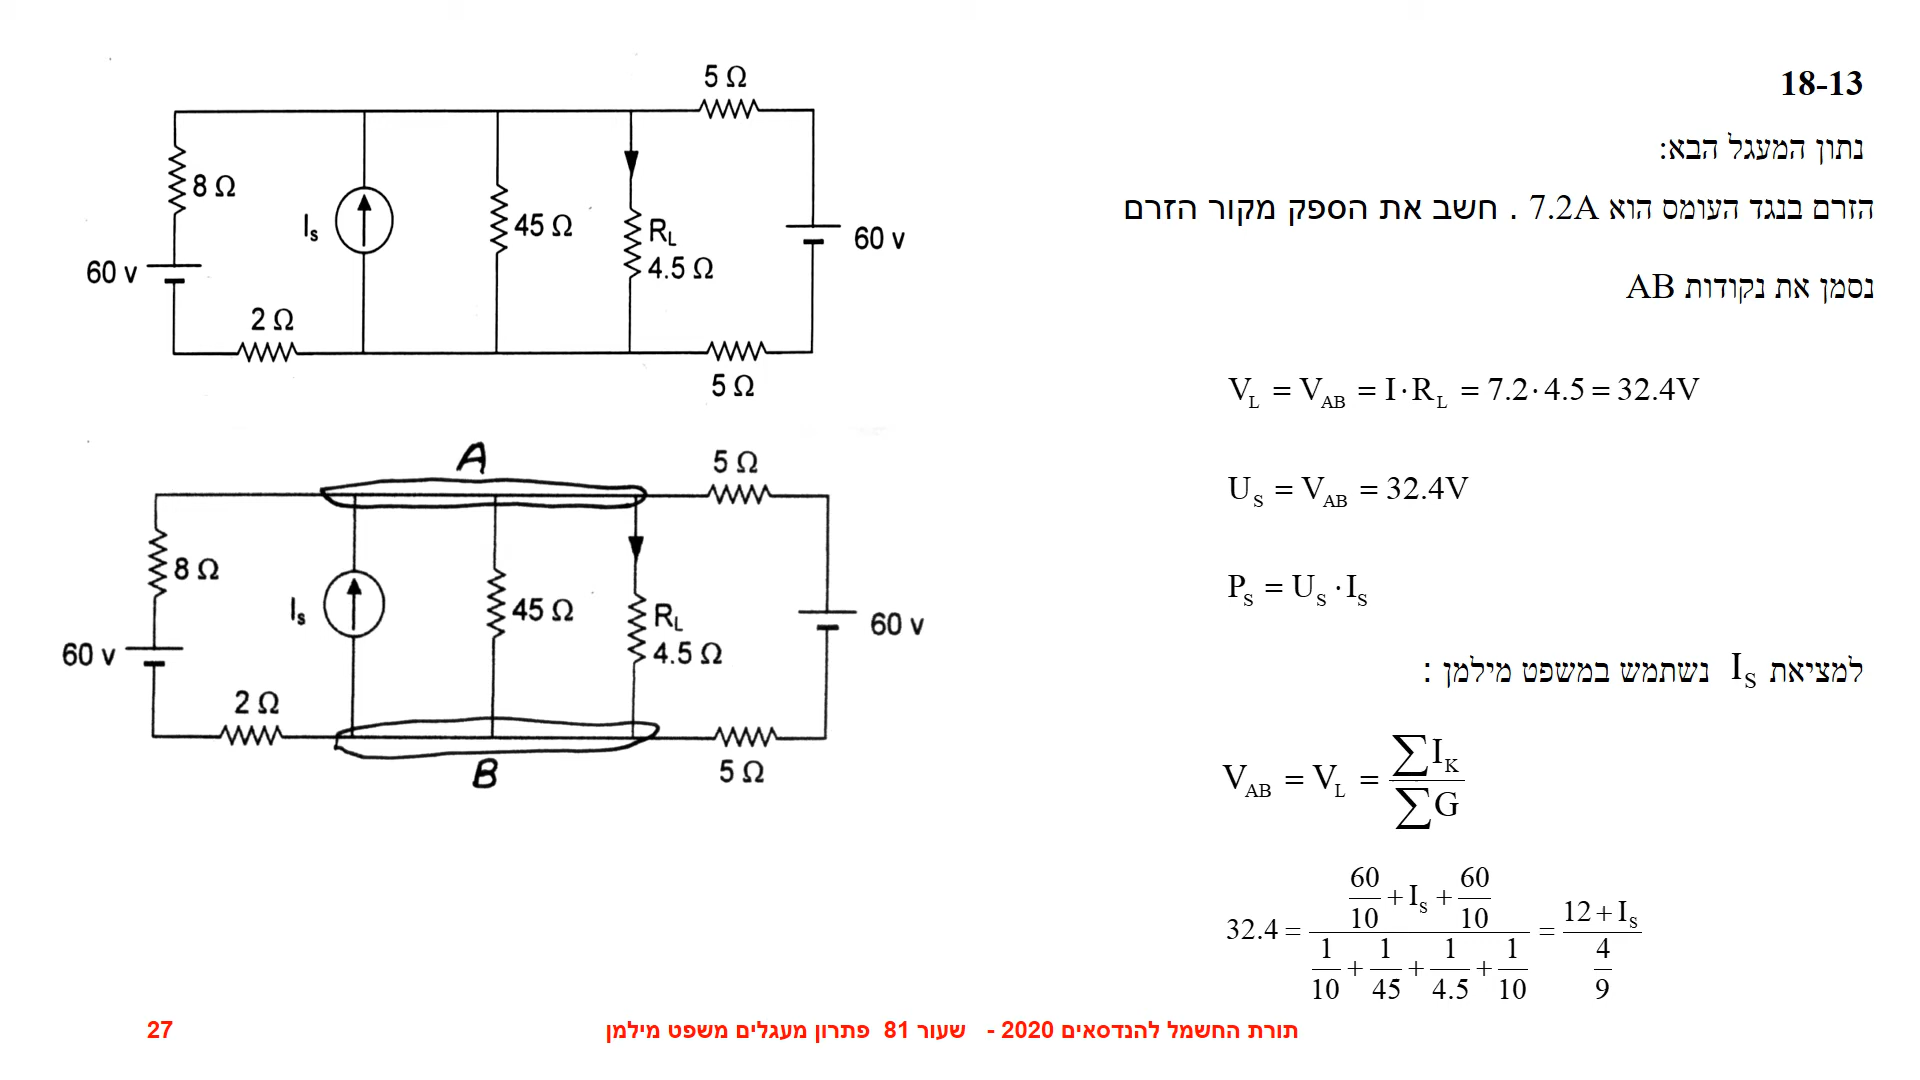 18-13
נתון המעגל הבא:
הזרם בנגד העומס הוא 7.2A . חשב את הספק מקור הזרם
נסמן את נקודות AB
V_L = V_AB = I·R_L = 7.2·4.5 = 32.4V
U_S = V_AB = 32.4V
P_S = U_S·I_S
למציאת I_S נשתמש במשפט מילמן :
V_AB = V_L = ∑I_K / ∑G
32.4 = (60/10 + I_S + 60/10) / (1/10 + 1/45 + 1/4.5 + 1/10) = (12 + I_S) / (4/9)
5 Ω
8 Ω
I_s
45 Ω
R_L
4.5 Ω
60 v
60 v
2 Ω
5 Ω
A
5 Ω
8 Ω
I_s
45 Ω
R_L
4.5 Ω
60 v
60 v
2 Ω
B
5 Ω
תורת החשמל להנדסאים 2020 - שעור 81 פתרון מעגלים משפט מילמן
27